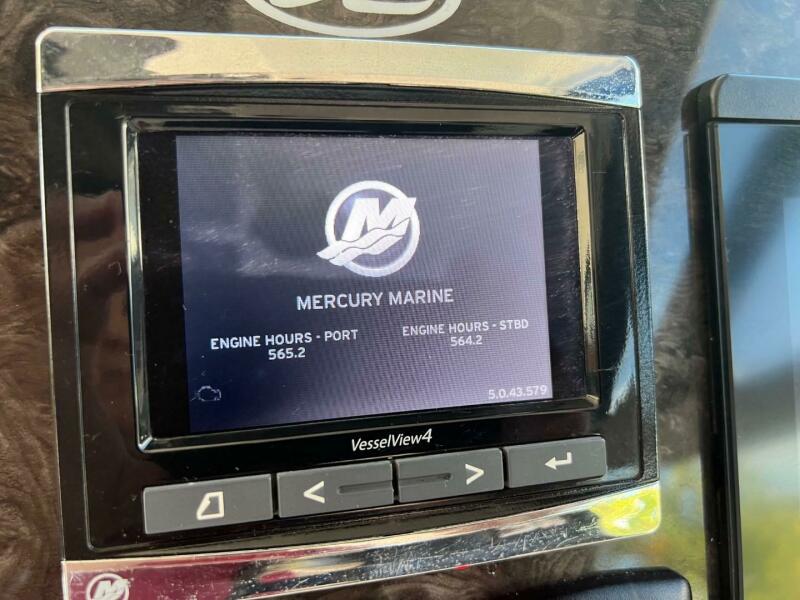 MERCURY MARINE
ENGINE HOURS - PORT
565.2
ENGINE HOURS - STBD
564.2
5.0.43.579
VesselView4